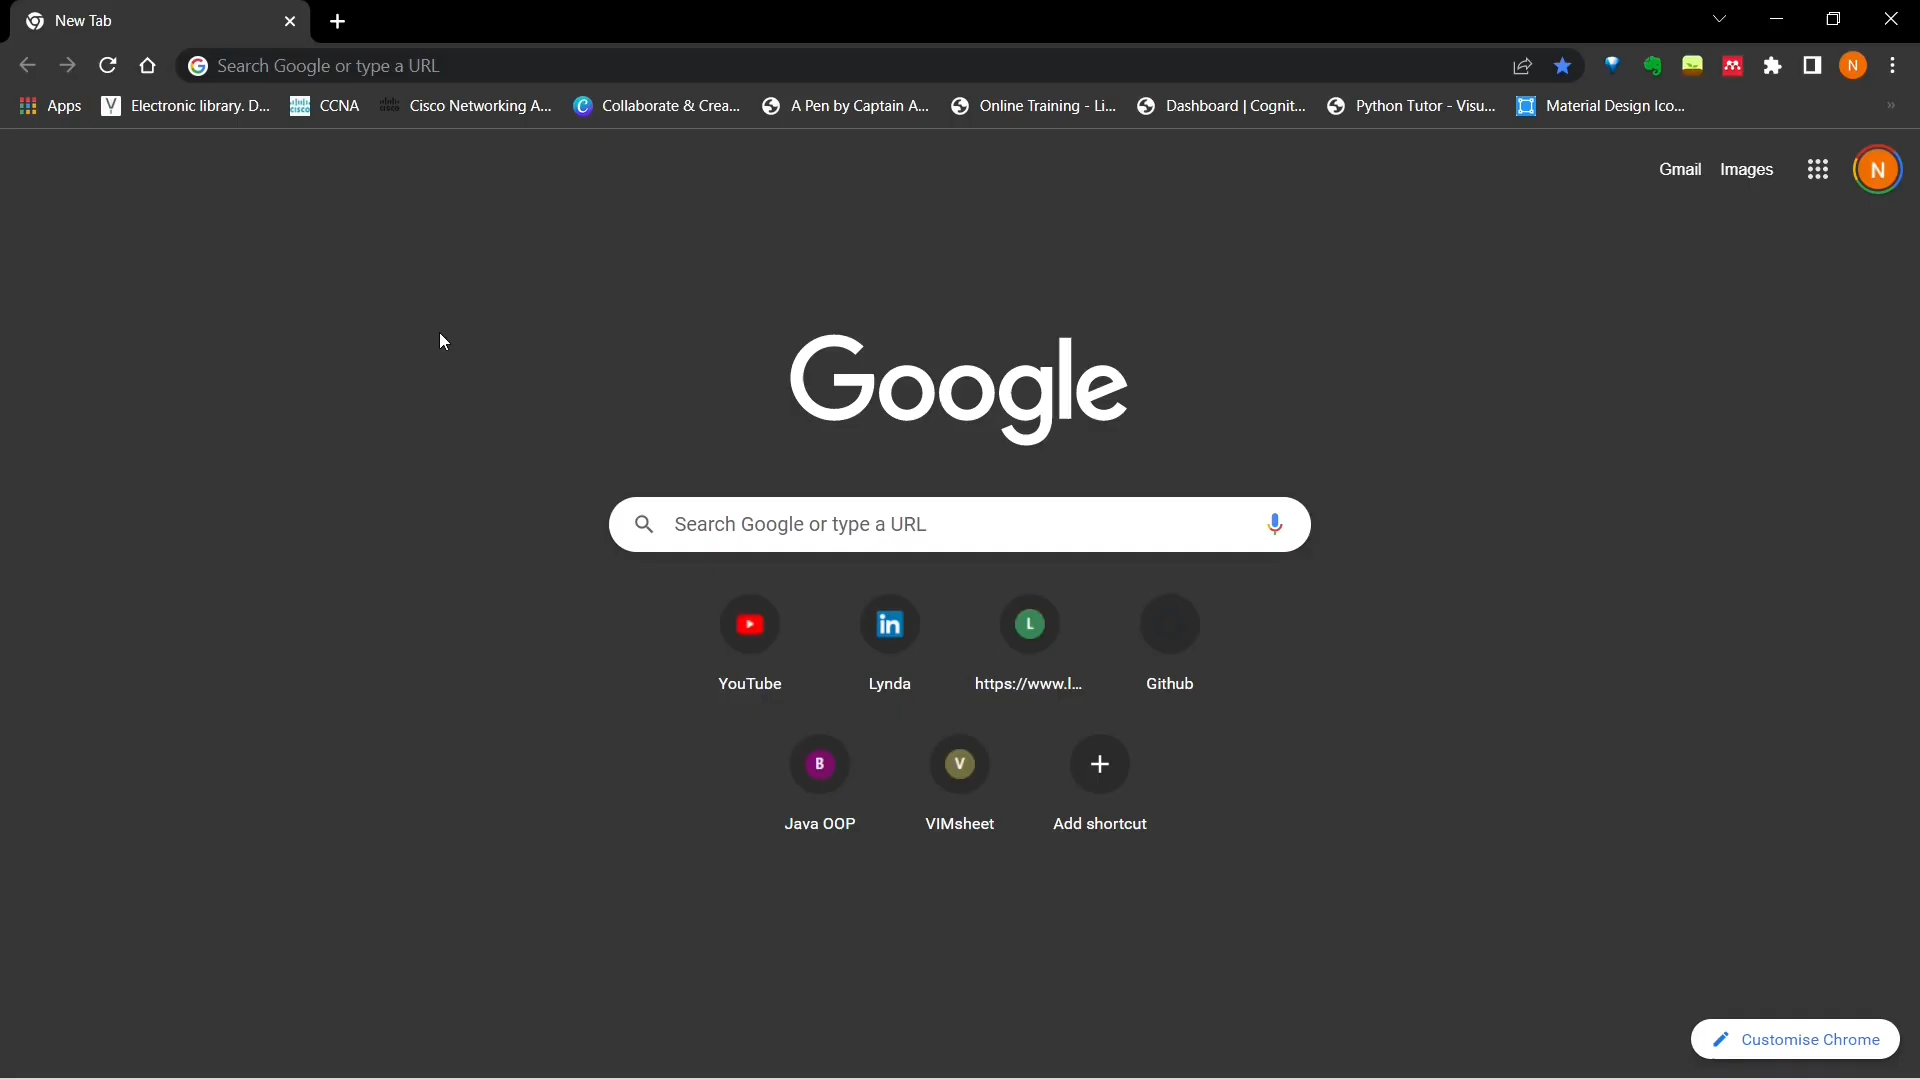 New Tab
Search Google or type a URL
N
Apps
Electronic library. D...
CCNA
Cisco Networking A...
Collaborate & Crea...
A Pen by Captain A...
Online Training - Li...
Dashboard | Cognit...
Python Tutor - Visu...
Material Design Ico...
Gmail
Images
N
Google
Search Google or type a URL
L
YouTube
Lynda
https://www.l...
Github
B
V
Java OOP
VIMsheet
Add shortcut
Customise Chrome